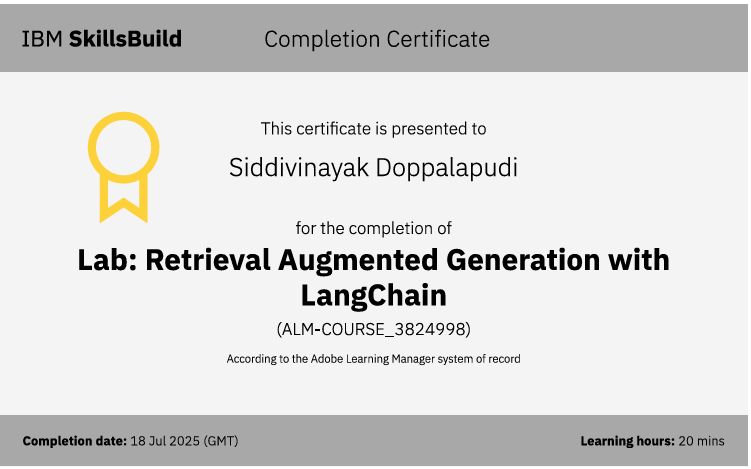 IBM SkillsBuild
Completion Certificate
This certificate is presented to
Siddivinayak Doppalapudi
for the completion of
Lab: Retrieval Augmented Generation with
LangChain
(ALM-COURSE_3824998)
According to the Adobe Learning Manager system of record
Completion date: 18 Jul 2025 (GMT)
Learning hours: 20 mins